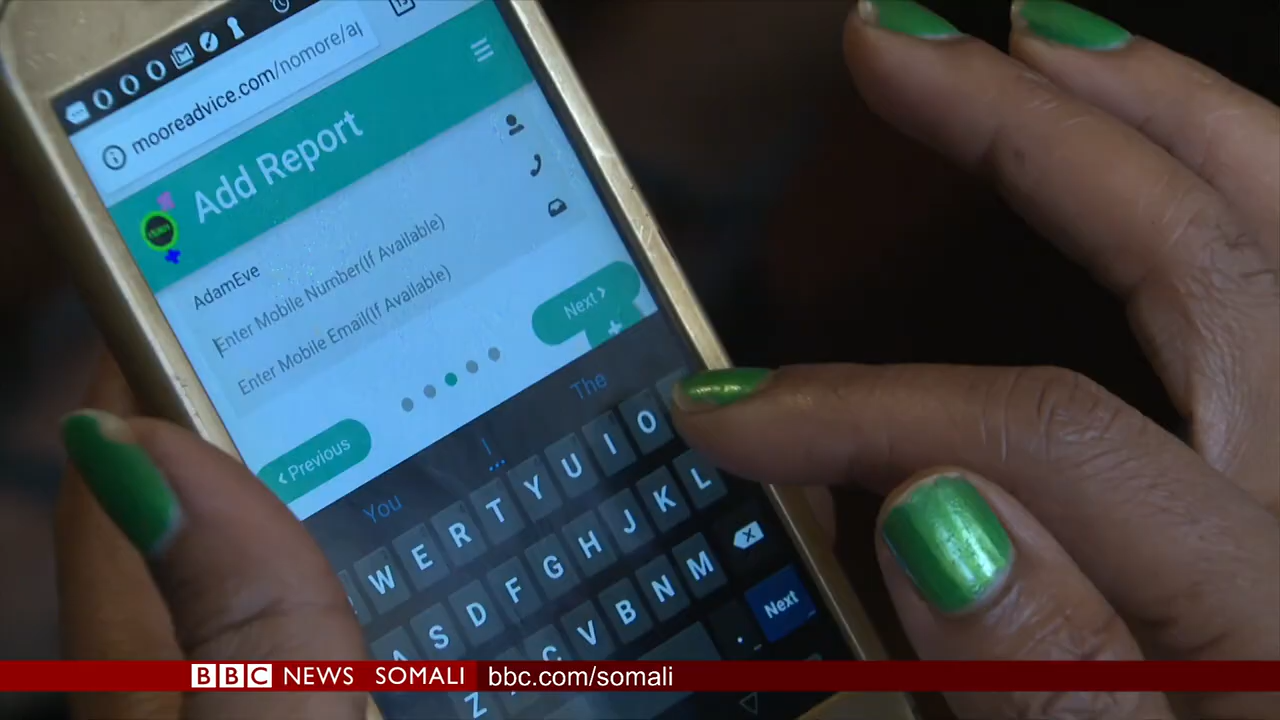 mooreadvice.com/nomore/a
Add Report
AdamEve
Enter Mobile Number(If Available)
Enter Mobile Email(If Available)
Next ›
‹ Previous
You
I
The
W E R T Y U I O
A S D F G H J K L
Z C V B N M
.
Next
BBC NEWS SOMALI bbc.com/somali